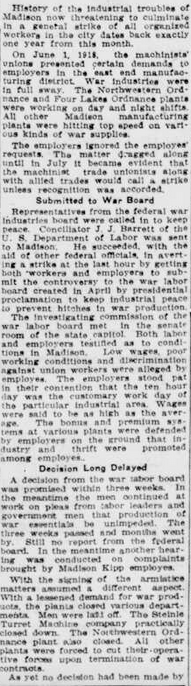 History of the industrial troubles of
Madison now threatening to culminate
in a general strike of all organized
workers in the city dates back exactly
one year from this month.
On June 1, 1918, the machinists'
unions presented certain demands to
employers in the east end manufac-
turing district. War industries were
in full sway. The Northwestern Ord-
nance and Four Lakes Ordnance plants
were working on day and night shifts.
All other Madison manufacturing
plants were hitting top speed on vari-
ous kinds of war supplies.
The employers ignored the employes'
requests. The matter dragged along
until in July it became evident that
the machinist trade unionists along
with allied trades would call a strike
unless recognition was accorded.
Submitted to War Board
Representatives from the federal war
industries board were called in to keep
peace. Conciliator J. J. Barrett of the
U. S. Department of Labor was sent
to Madison. He succeeded, with the
aid of other federal officials, in avert-
ing a strike at the last hour by getting
both workers and employers to sub-
mit the controversy to the war labor
board created in April by presidential
proclamation to keep industrial peace
to prevent hitches in war production.
The investigating commission of the
war labor board met in the senate
room of the state capitol. Both labor
and employers testified as to condi-
tions in Madison. Low wages, poor
working conditions and discrimination
against union workers were alleged by
employes. The employers stood pat
in their contention that the ten hour
day was the customary work day of
the particular industrial area. Wages
were said to be as high as the aver-
age. The bonus and premium sys-
tems at various plants were defended
by employers on the ground that in-
dustry and thrift were promoted
among employes.
Decision Long Delayed
A decision from the war labor board
was promised within three weeks. In
the meantime the men continued at
work on pleas from labor leaders and
government men that production of
war essentials be unimpeded. The
three weeks passed and months went
by. Still no report from the federal
board. In the meantime another hear-
ing was conducted on complaints
brought by Madison Kipp employes.
With the signing of the armistice
matters assumed a different aspect.
With a lessened demand for war prod-
ucts, the plants closed various depart-
ments. Men were laid off. The Steinle
Turret Machine company practically
closed down. The Northwestern Ord-
nance plant also closed. All other
plants were forced to cut their opera-
tive forces upon termination of war
contracts.
As yet no decision had been made by